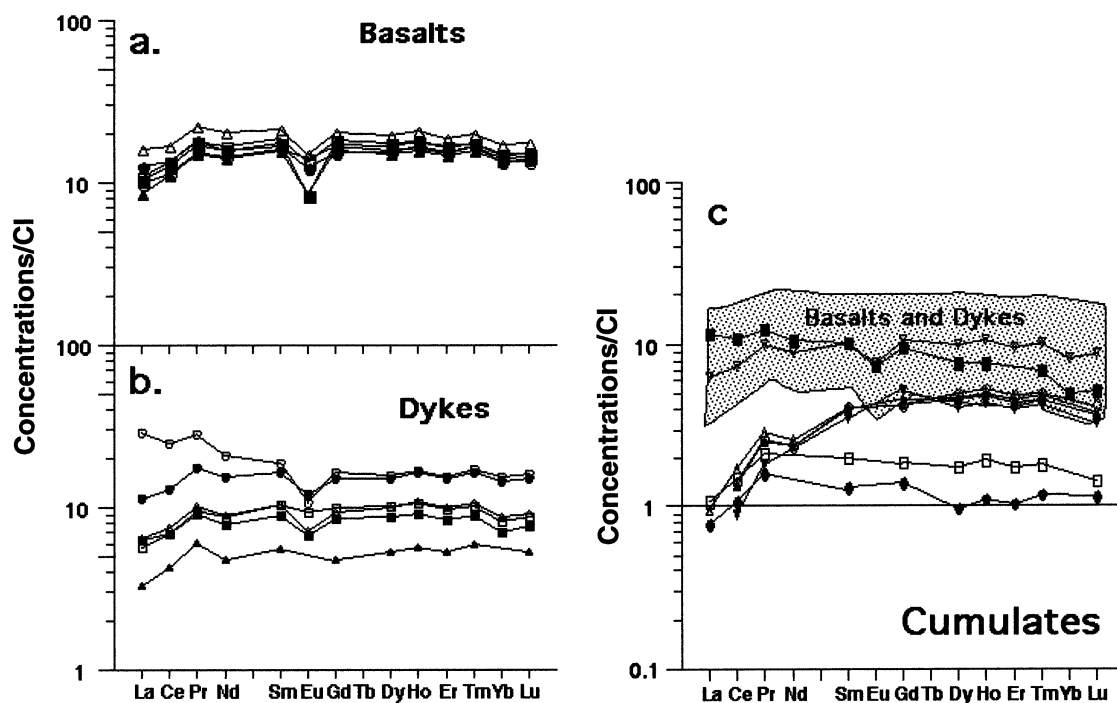 a.
Basalts
100
10
100
Concentrations/CI
b.
Dykes
10
1
La Ce Pr Nd Sm Eu Gd Tb Dy Ho Er Tm Yb Lu
c
100
10
1
0.1
Concentrations/CI
Basalts and Dykes
Cumulates
La Ce Pr Nd Sm Eu Gd Tb Dy Ho Er Tm Yb Lu